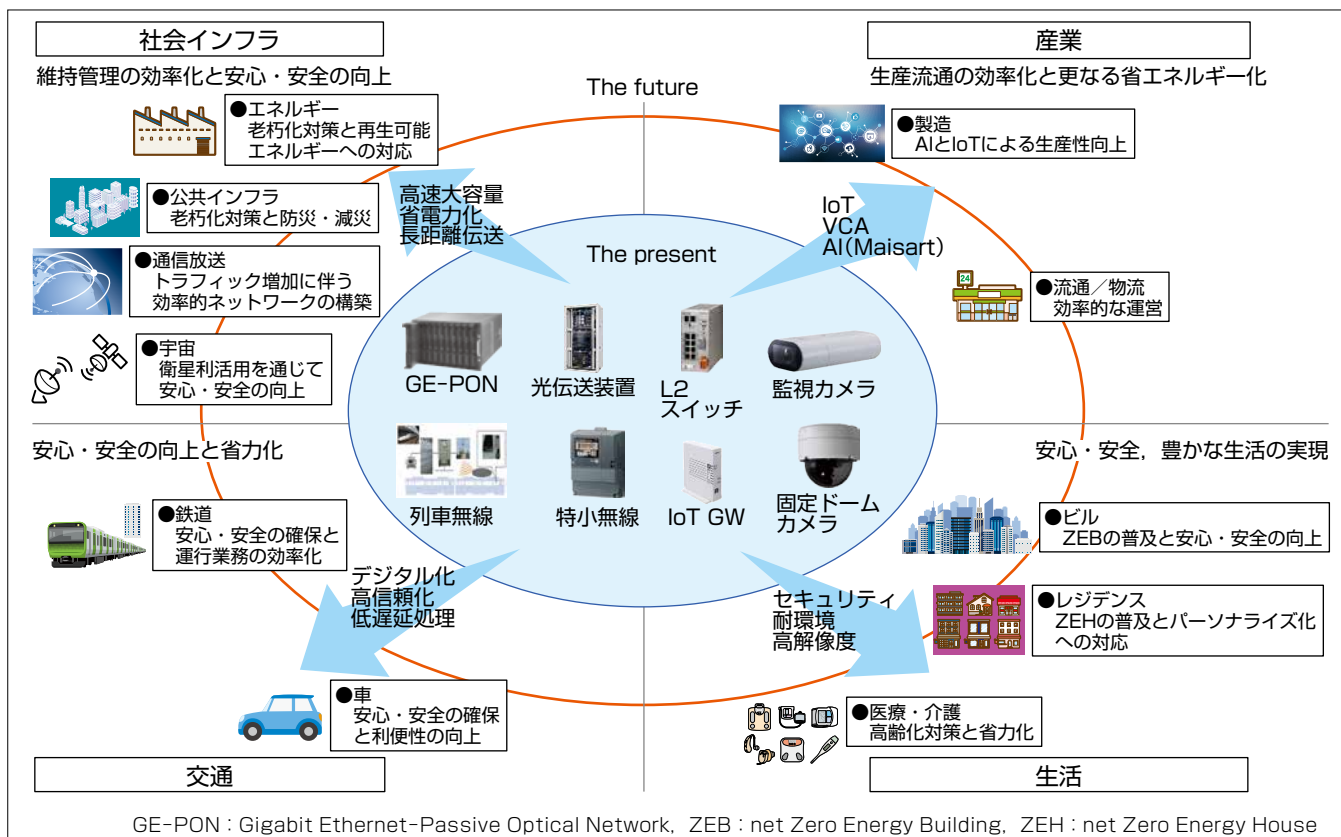 社会インフラ
維持管理の効率化と安心・安全の向上
●エネルギー
老朽化対策と再生可能
エネルギーへの対応
●公共インフラ
老朽化対策と防災・減災
●通信放送
トラフィック増加に伴う
効率的ネットワークの構築
●宇宙
衛星利活用を通じて
安心・安全の向上
産業
生産流通の効率化と更なる省エネルギー化
●製造
AIとIoTによる生産性向上
24
●流通/物流
効率的な運営
The future
高速大容量
省電力化
長距離伝送
IoT
VCA
AI(Maisart)
The present
GE-PON
光伝送装置
L2
スイッチ
監視カメラ
列車無線
特小無線
IoT GW
固定ドーム
カメラ
安心・安全の向上と省力化
●鉄道
安心・安全の確保と
運行業務の効率化
デジタル化
高信頼化
低遅延処理
●車
安心・安全の確保
と利便性の向上
交通
安心・安全,豊かな生活の実現
●ビル
ZEBの普及と安心・安全の向上
セキュリティ
耐環境
高解像度
●レジデンス
ZEHの普及とパーソナライズ化
への対応
●医療・介護
高齢化対策と省力化
生活
GE-PON:Gigabit Ethernet-Passive Optical Network, ZEB:net Zero Energy Building, ZEH:net Zero Energy House